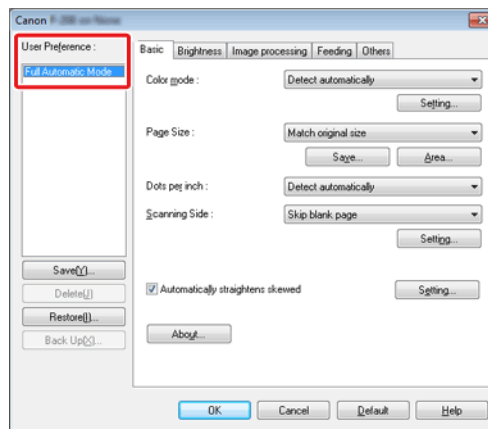 Canon
User Preference :
Full Automatic Mode
Save(Y)...
Delete(J)
Restore(I)...
Back Up(X)...
Basic Brightness Image processing Feeding Others
Color mode : Detect automatically
Setting...
Page Size : Match original size
Save... Area...
Dots per inch : Detect automatically
Scanning Side : Skip blank page
Setting...
Automatically straightens skewed Setting...
About...
OK Cancel Default Help